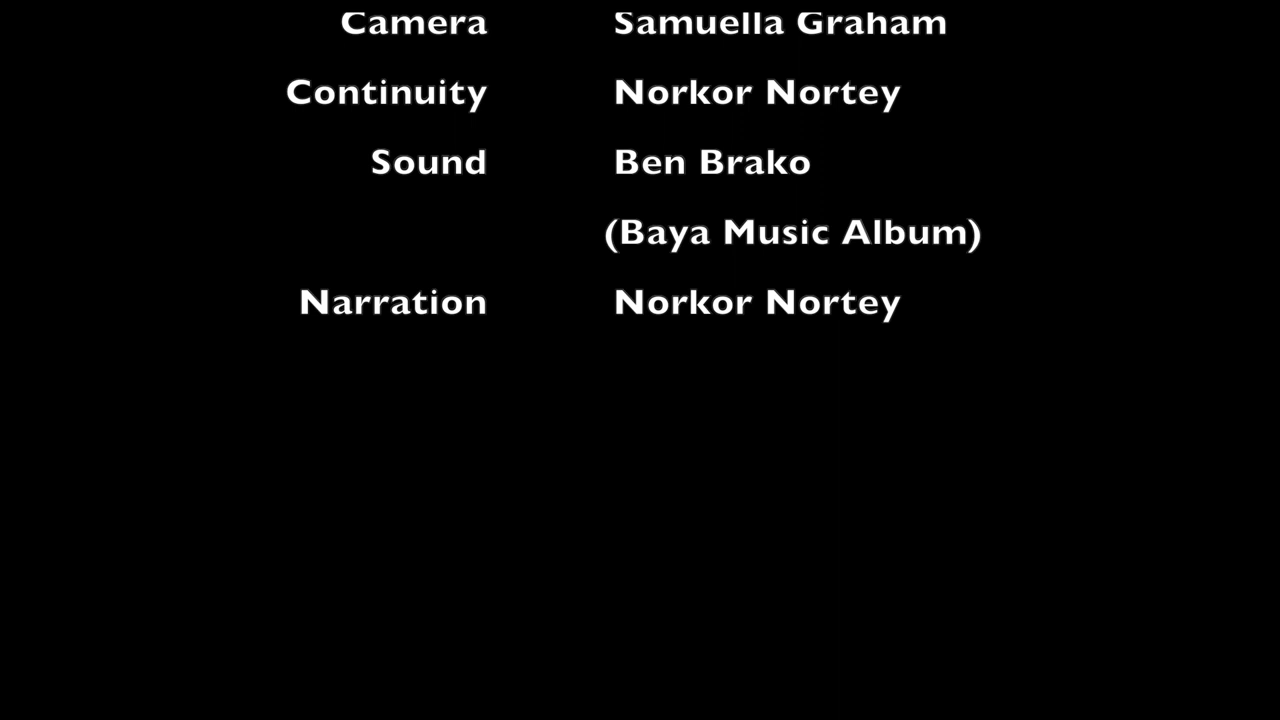 Camera Samuella Graham
Continuity Norkor Nortey
Sound Ben Brako
(Baya Music Album)
Narration Norkor Nortey